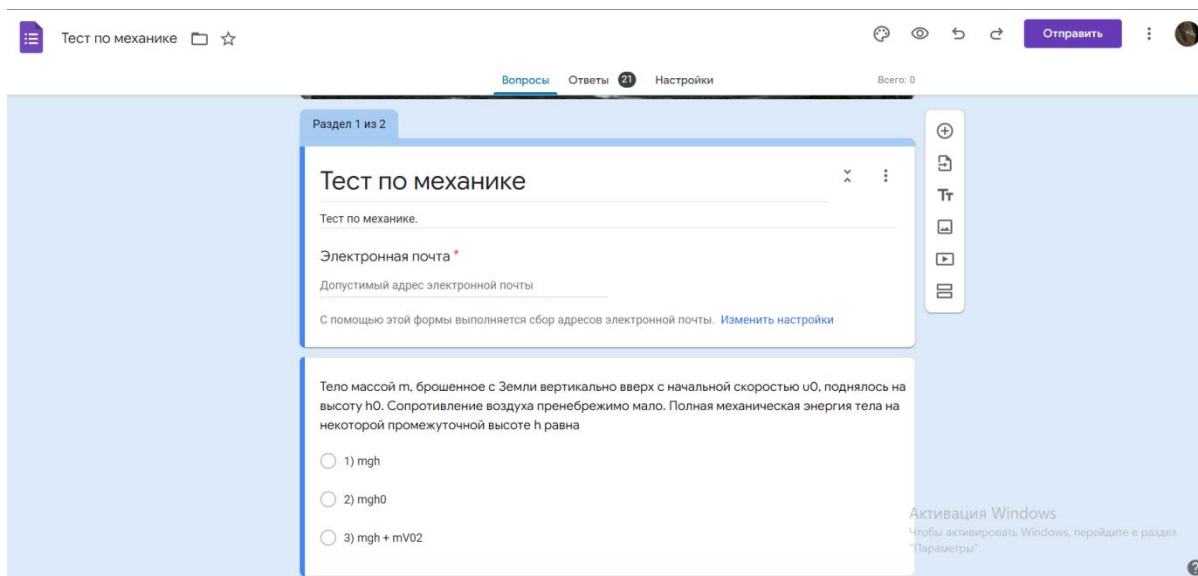 Тест по механике
Отправить
Вопросы Ответы 21 Настройки
Всего: 0
Раздел 1 из 2
Тест по механике
Тест по механике.
Электронная почта *
Допустимый адрес электронной почты
С помощью этой формы выполняется сбор адресов электронной почты. Изменить настройки
Тело массой m, брошенное с Земли вертикально вверх с начальной скоростью u0, поднялось на
высоту h0. Сопротивление воздуха пренебрежимо мало. Полная механическая энергия тела на
некоторой промежуточной высоте h равна
1) mgh
2) mgh0
3) mgh + mV02
Активация Windows
Чтобы активировать Windows, перейдите в раздел
"Параметры".